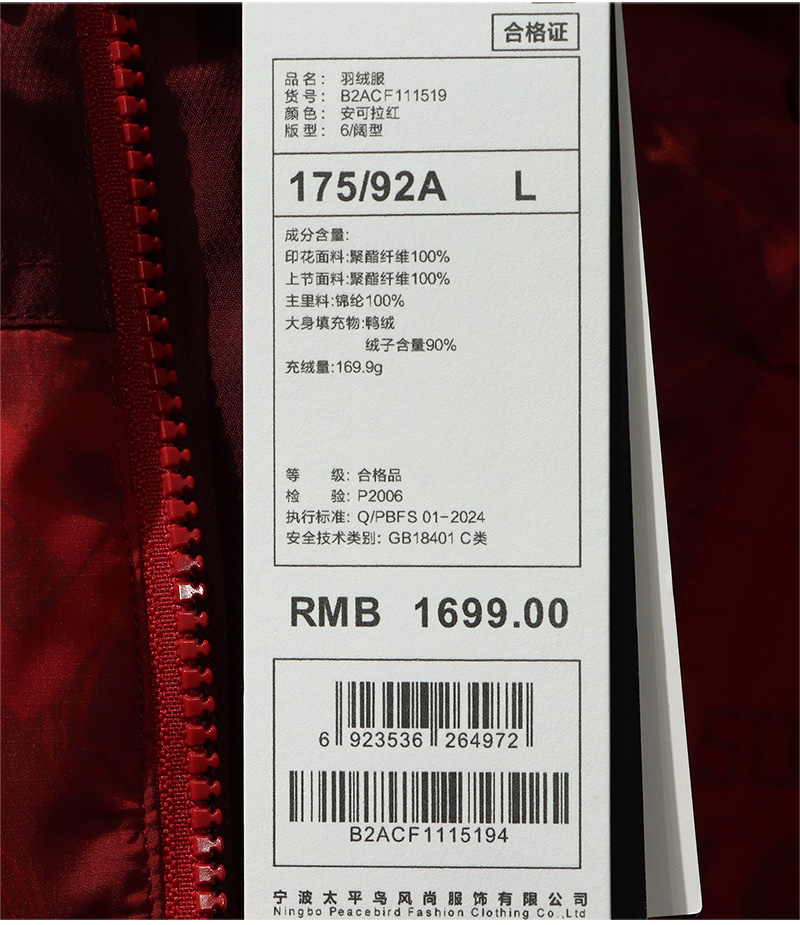 合格证
品名: 羽绒服
货号: B2ACF111519
颜色: 安可拉红
版型: 6/阔型
175/92A L
成分含量:
印花面料:聚酯纤维100%
上节面料:聚酯纤维100%
主里料:锦纶100%
大身填充物:鸭绒
绒子含量90%
充绒量:169.9g
等 级: 合格品
检 验: P2006
执行标准: Q/PBFS 01-2024
安全技术类别: GB18401 C类
RMB 1699.00
6 923536 264972
B2ACF1115194
宁波太平鸟风尚服饰有限公司
Ningbo Peacebird Fashion Clothing Co.,Ltd